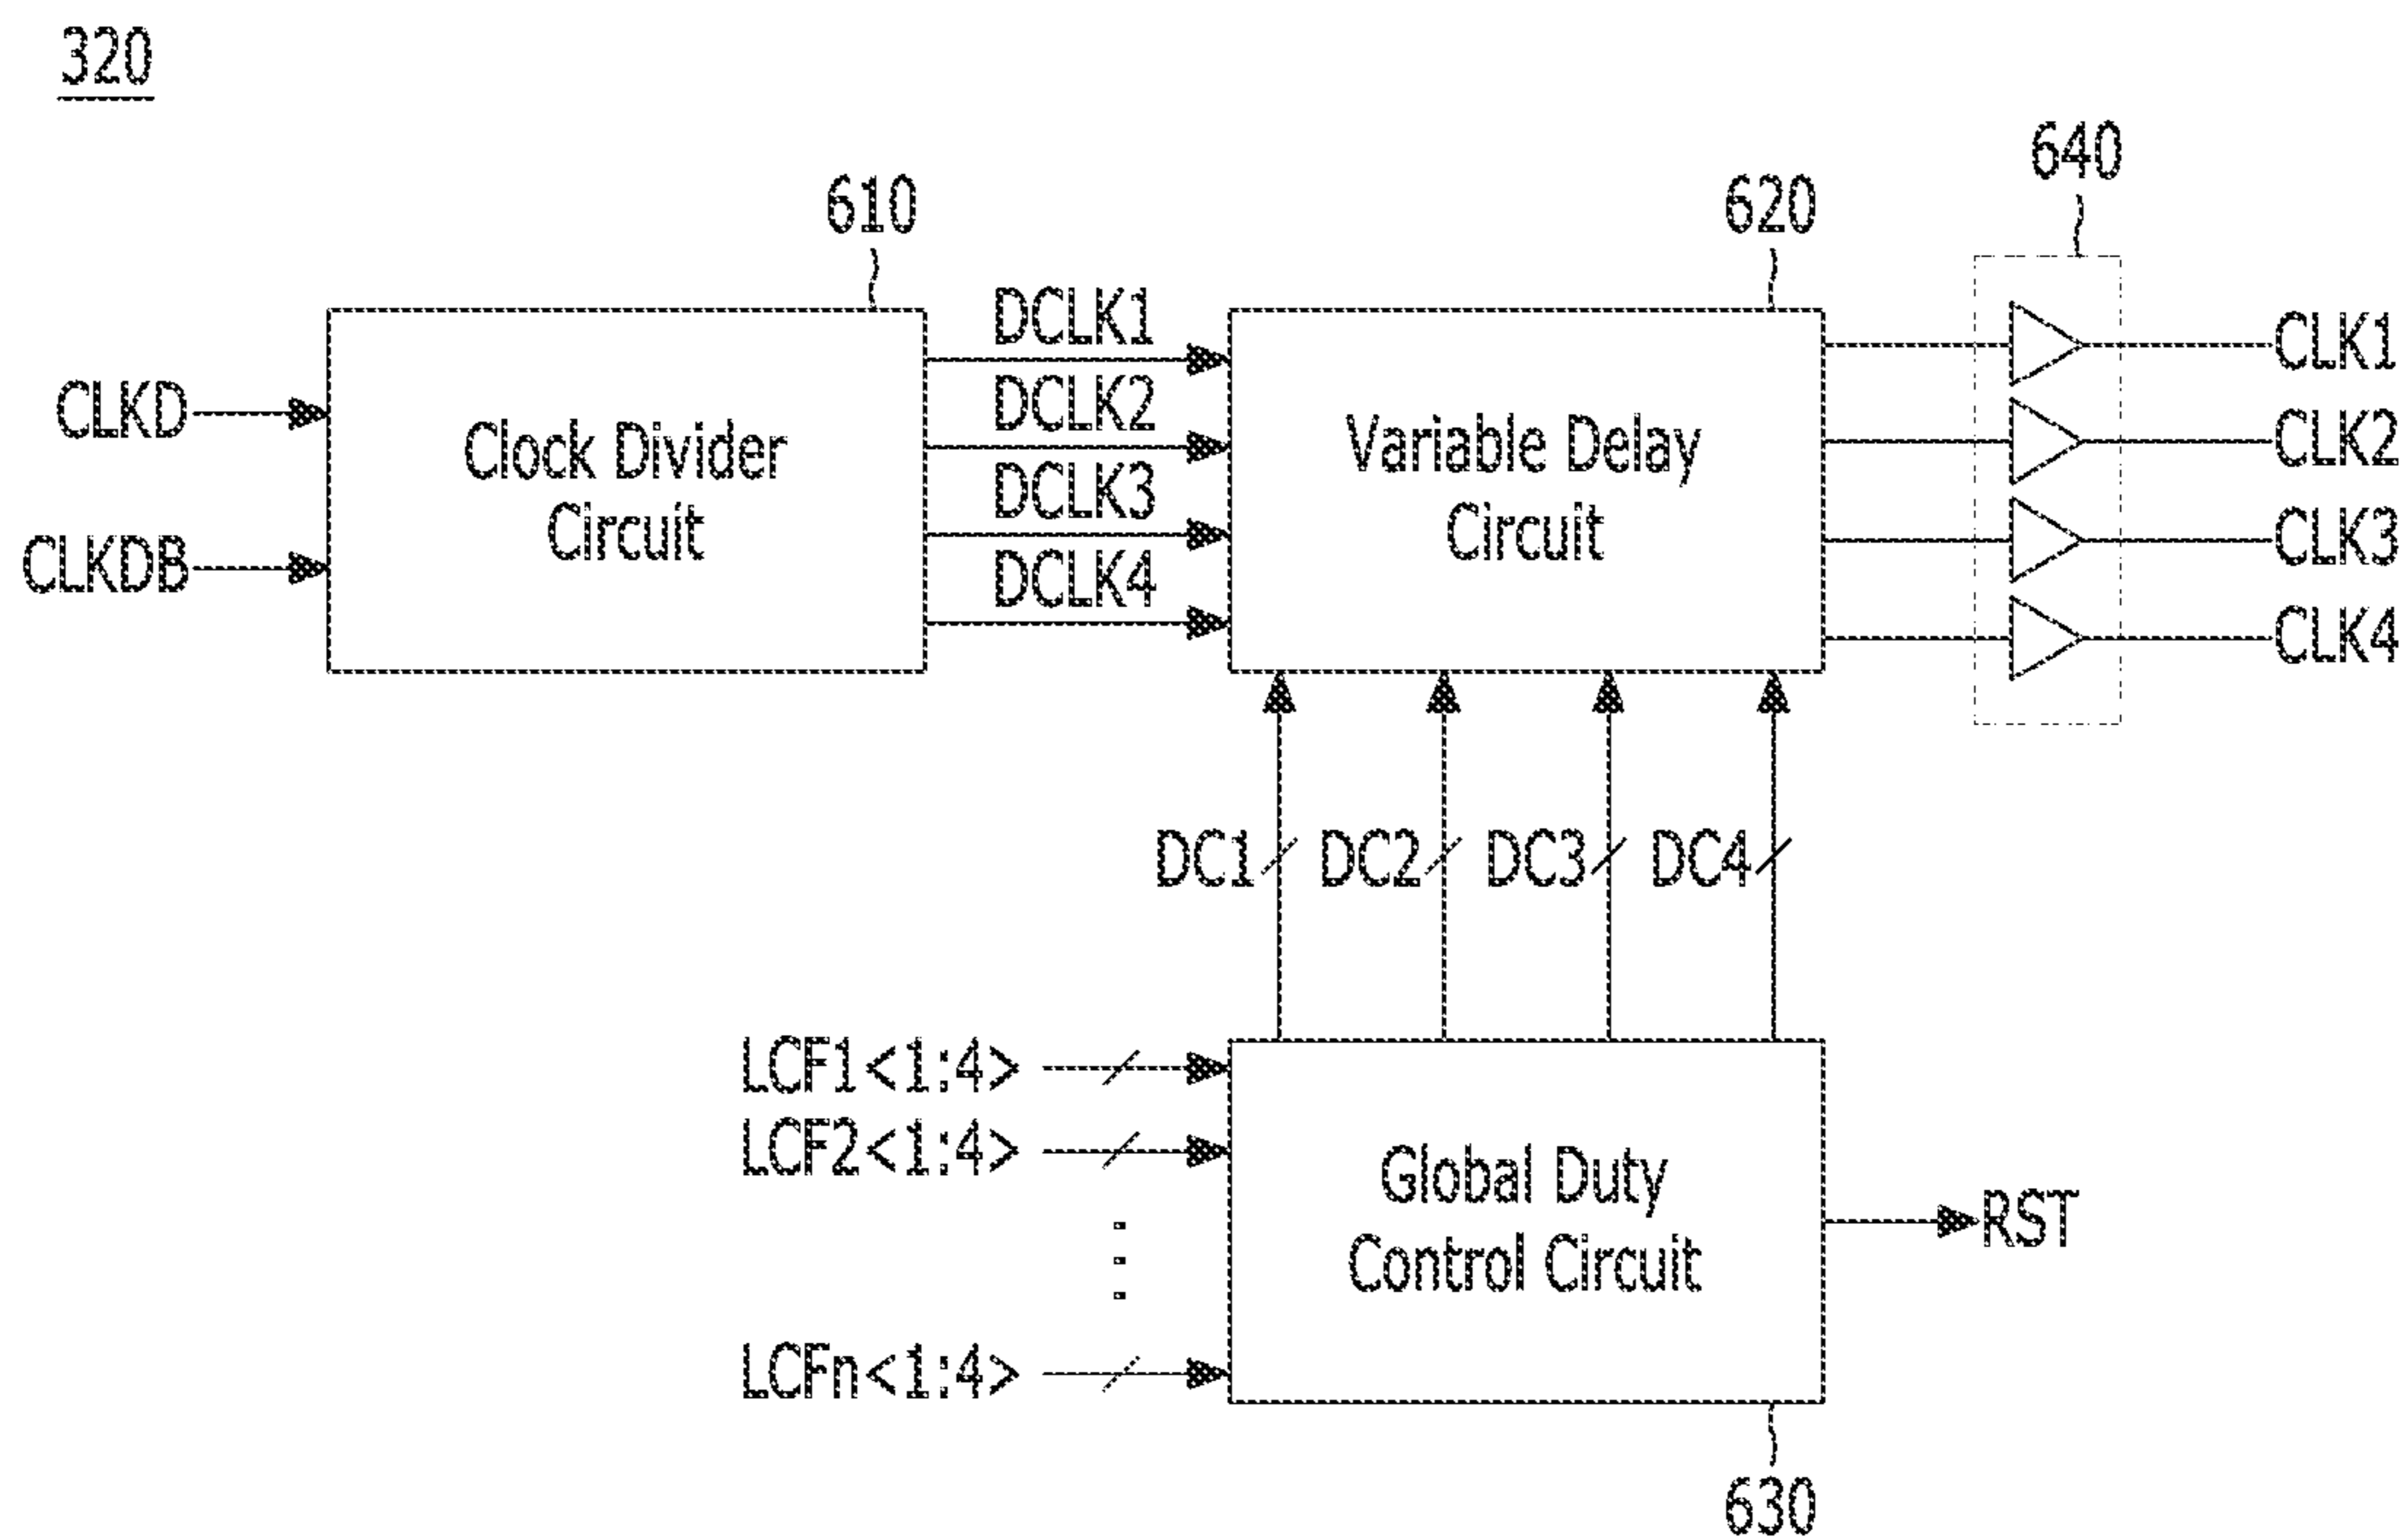 320
640
610
620
DCLK1
CLK1
CLKD
DCLK2
Clock Divider
Circuit
Variable Delay
Circuit
CLK2
DCLK3
CLK3
CLKDB
DCLK4
CLK4
DC1
DC2
DC3
DC4
LCF1<1:4>
LCF2<1:4>
Global Duty
Control Circuit
RST
LCFn<1:4>
630